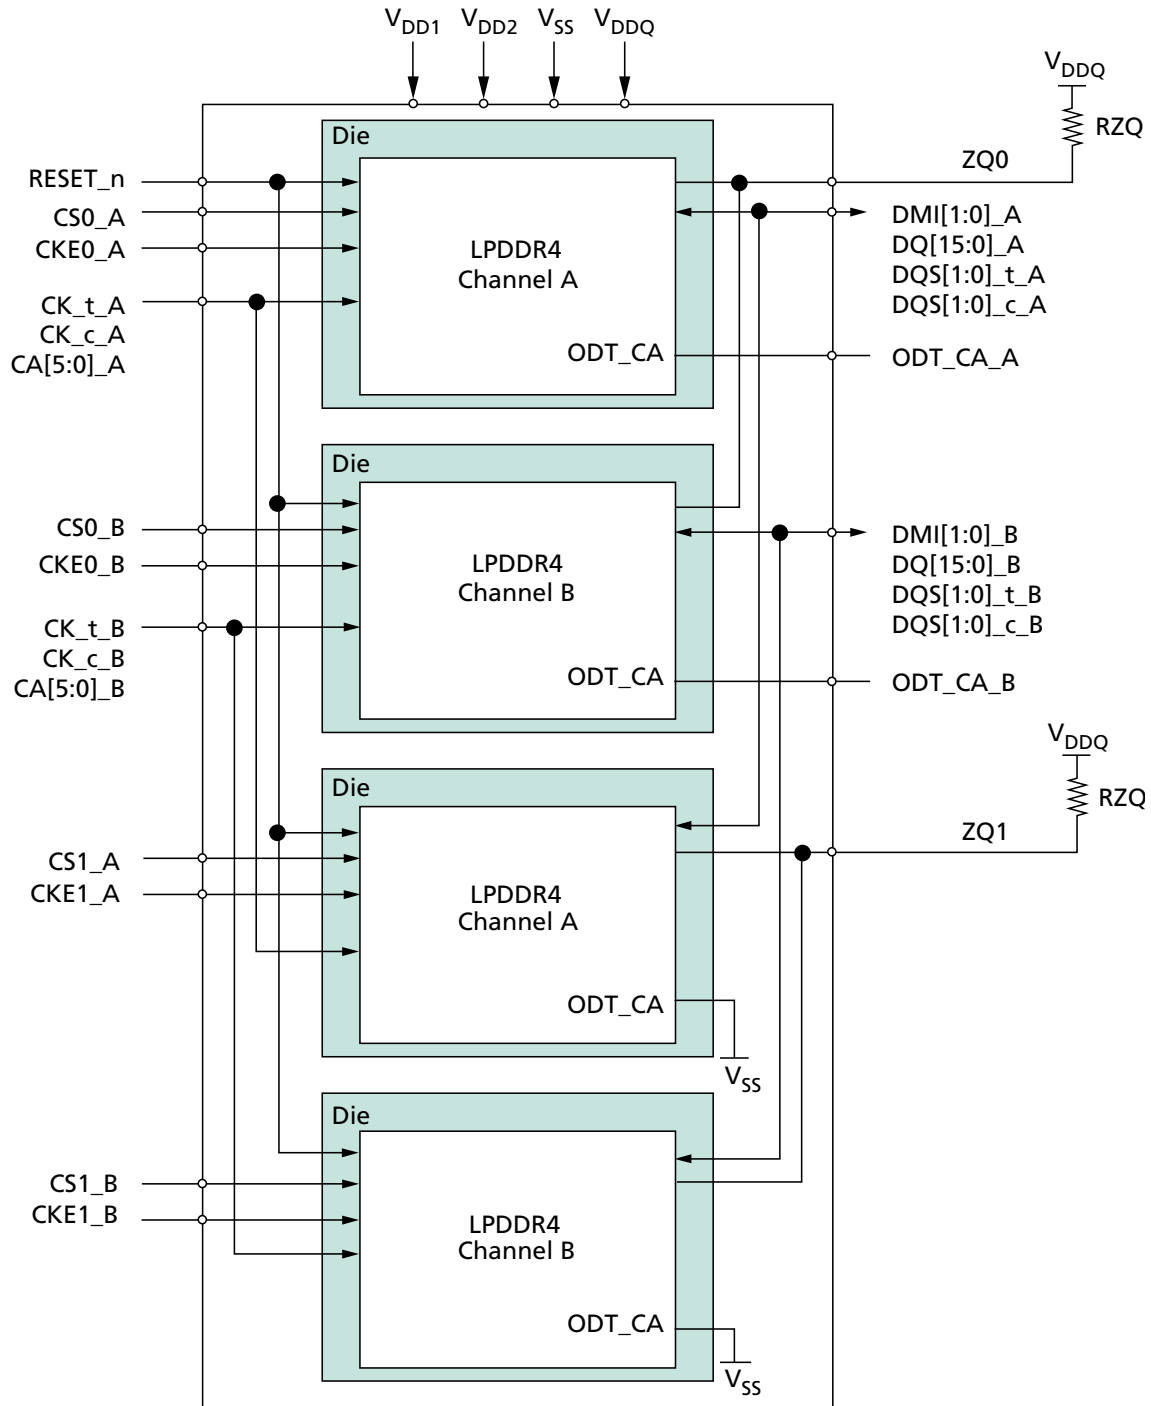 VDD1 VDD2 VSS VDDQ
VDDQ
RZQ
Die
ZQ0
RESET_n
CS0_A
CKE0_A
CK_t_A
CK_c_A
CA[5:0]_A
LPDDR4
Channel A
ODT_CA
DMI[1:0]_A
DQ[15:0]_A
DQS[1:0]_t_A
DQS[1:0]_c_A
ODT_CA_A
Die
CS0_B
CKE0_B
CK_t_B
CK_c_B
CA[5:0]_B
LPDDR4
Channel B
ODT_CA
DMI[1:0]_B
DQ[15:0]_B
DQS[1:0]_t_B
DQS[1:0]_c_B
ODT_CA_B
VDDQ
RZQ
Die
ZQ1
CS1_A
CKE1_A
LPDDR4
Channel A
ODT_CA
VSS
Die
CS1_B
CKE1_B
LPDDR4
Channel B
ODT_CA
VSS